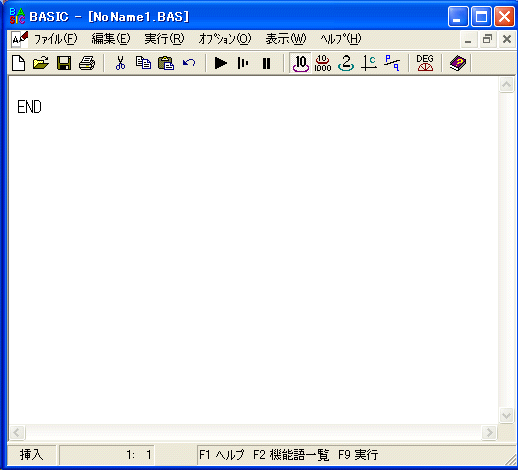 BASIC - [NoName1.BAS]
ファイル(F) 編集(E) 実行(R) オプション(O) 表示(W) ヘルプ(H)
10 10 1000 2 C p q DEG ?
END
挿入 1: 1 F1 ヘルプ F2 機能語一覧 F9 実行